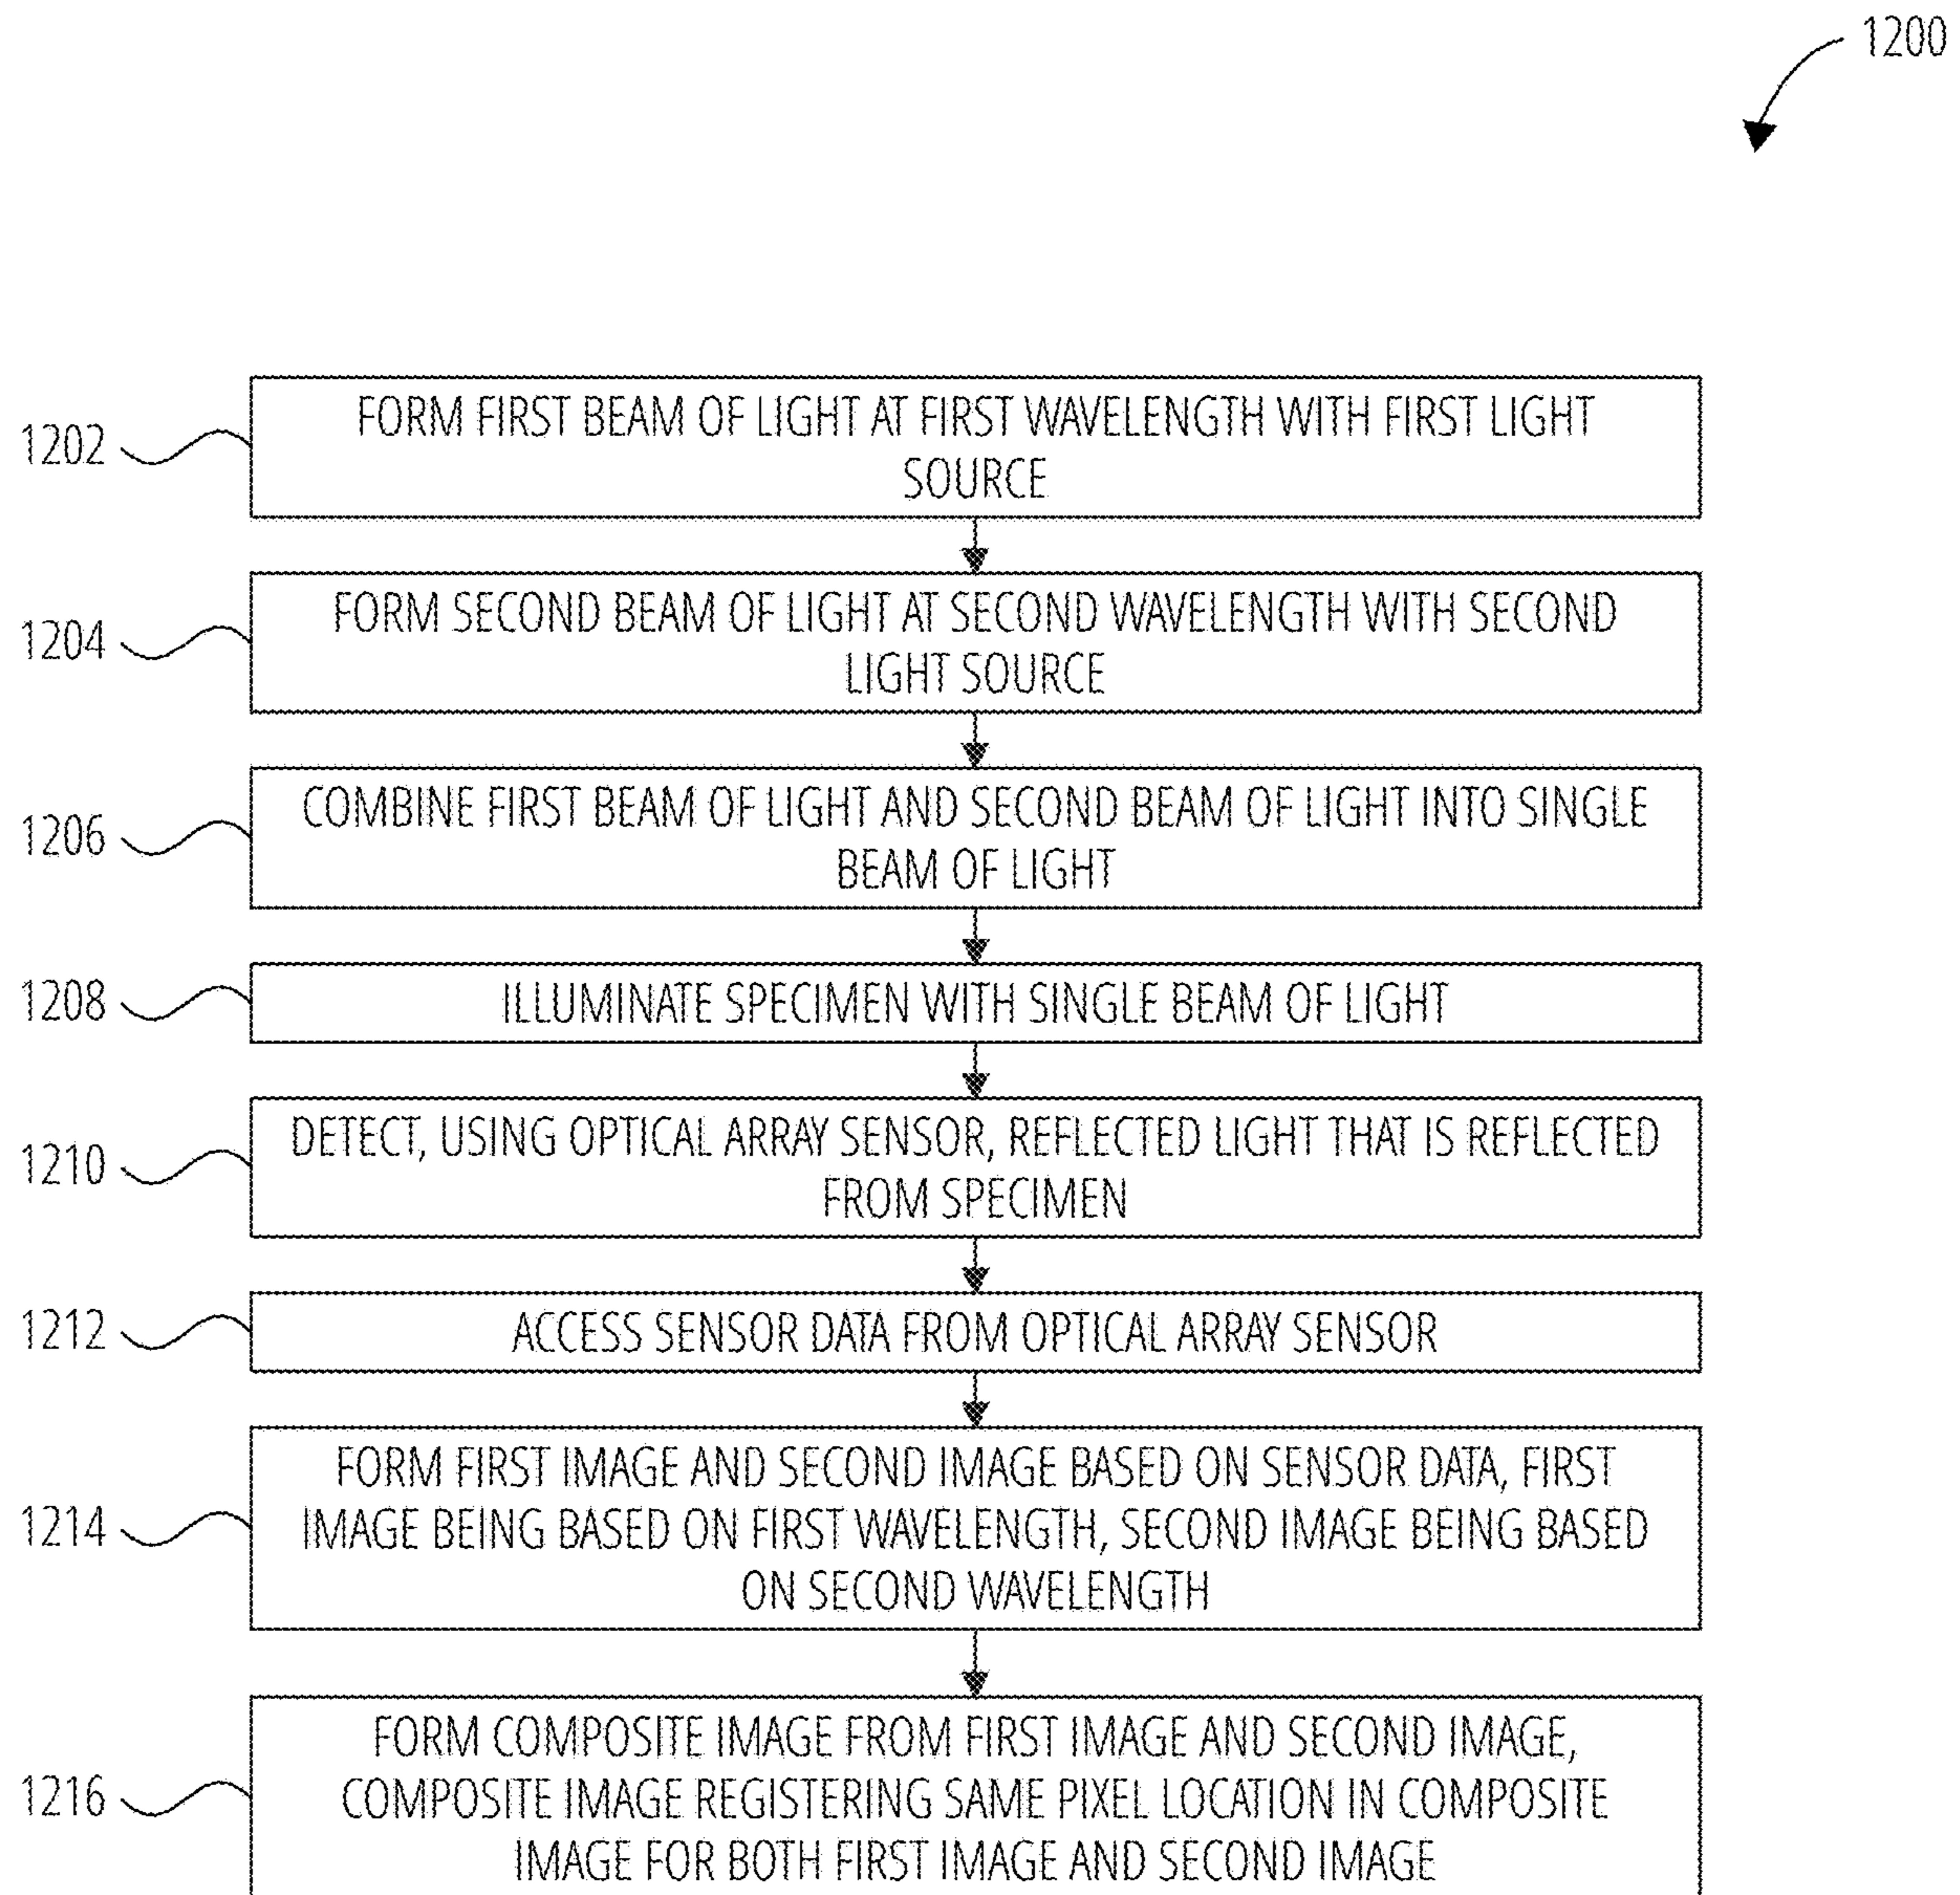 1200
1202
FORM FIRST BEAM OF LIGHT AT FIRST WAVELENGTH WITH FIRST LIGHT
SOURCE
1204
FORM SECOND BEAM OF LIGHT AT SECOND WAVELENGTH WITH SECOND
LIGHT SOURCE
1206
COMBINE FIRST BEAM OF LIGHT AND SECOND BEAM OF LIGHT INTO SINGLE
BEAM OF LIGHT
1208
ILLUMINATE SPECIMEN WITH SINGLE BEAM OF LIGHT
1210
DETECT, USING OPTICAL ARRAY SENSOR, REFLECTED LIGHT THAT IS REFLECTED
FROM SPECIMEN
1212
ACCESS SENSOR DATA FROM OPTICAL ARRAY SENSOR
1214
FORM FIRST IMAGE AND SECOND IMAGE BASED ON SENSOR DATA, FIRST
IMAGE BEING BASED ON FIRST WAVELENGTH, SECOND IMAGE BEING BASED
ON SECOND WAVELENGTH
1216
FORM COMPOSITE IMAGE FROM FIRST IMAGE AND SECOND IMAGE,
COMPOSITE IMAGE REGISTERING SAME PIXEL LOCATION IN COMPOSITE
IMAGE FOR BOTH FIRST IMAGE AND SECOND IMAGE